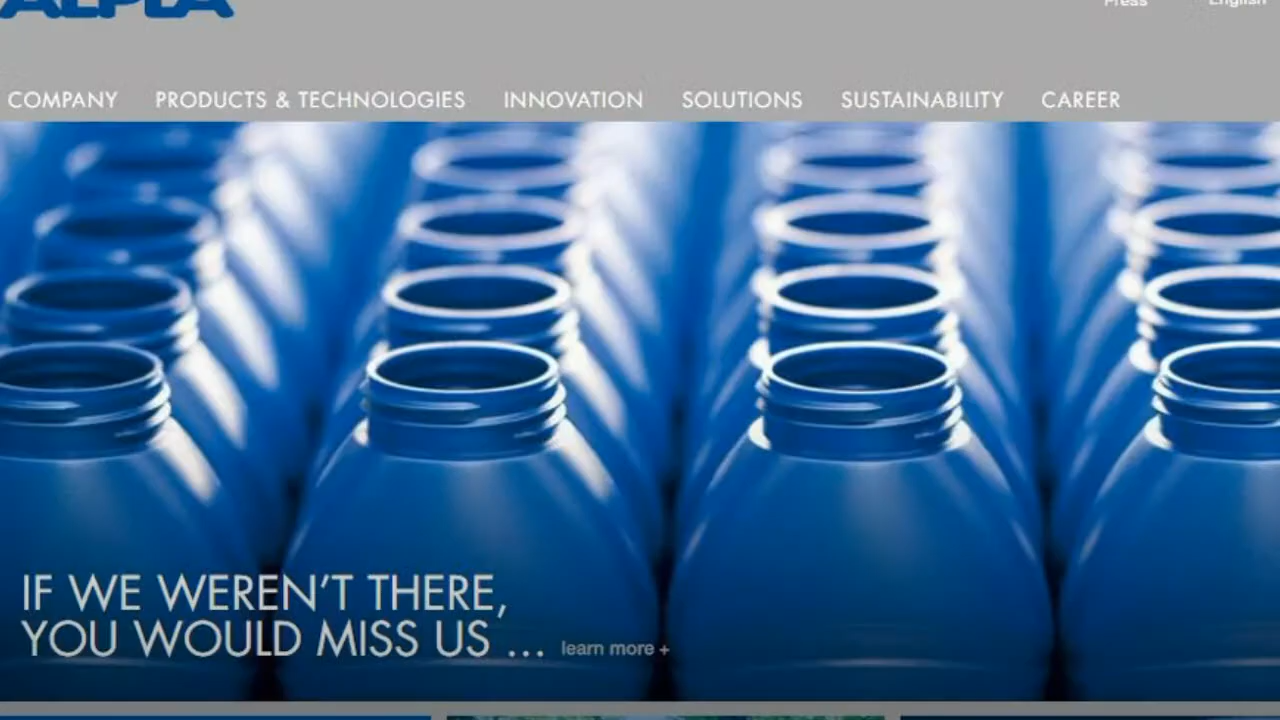 ALPLA
Press English
COMPANY PRODUCTS & TECHNOLOGIES INNOVATION SOLUTIONS SUSTAINABILITY CAREER
IF WE WEREN'T THERE,
YOU WOULD MISS US ... learn more +